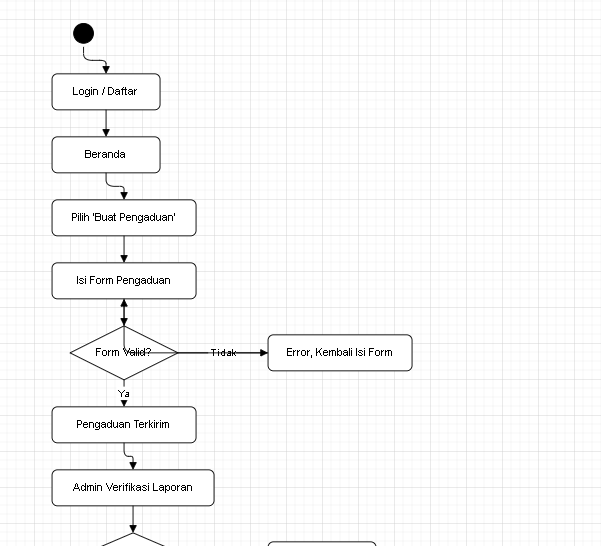 Login / Daftar
Beranda
Pilih 'Buat Pengaduan'
Isi Form Pengaduan
Form Valid?
Tidak
Error, Kembali Isi Form
Ya
Pengaduan Terkirim
Admin Verifikasi Laporan